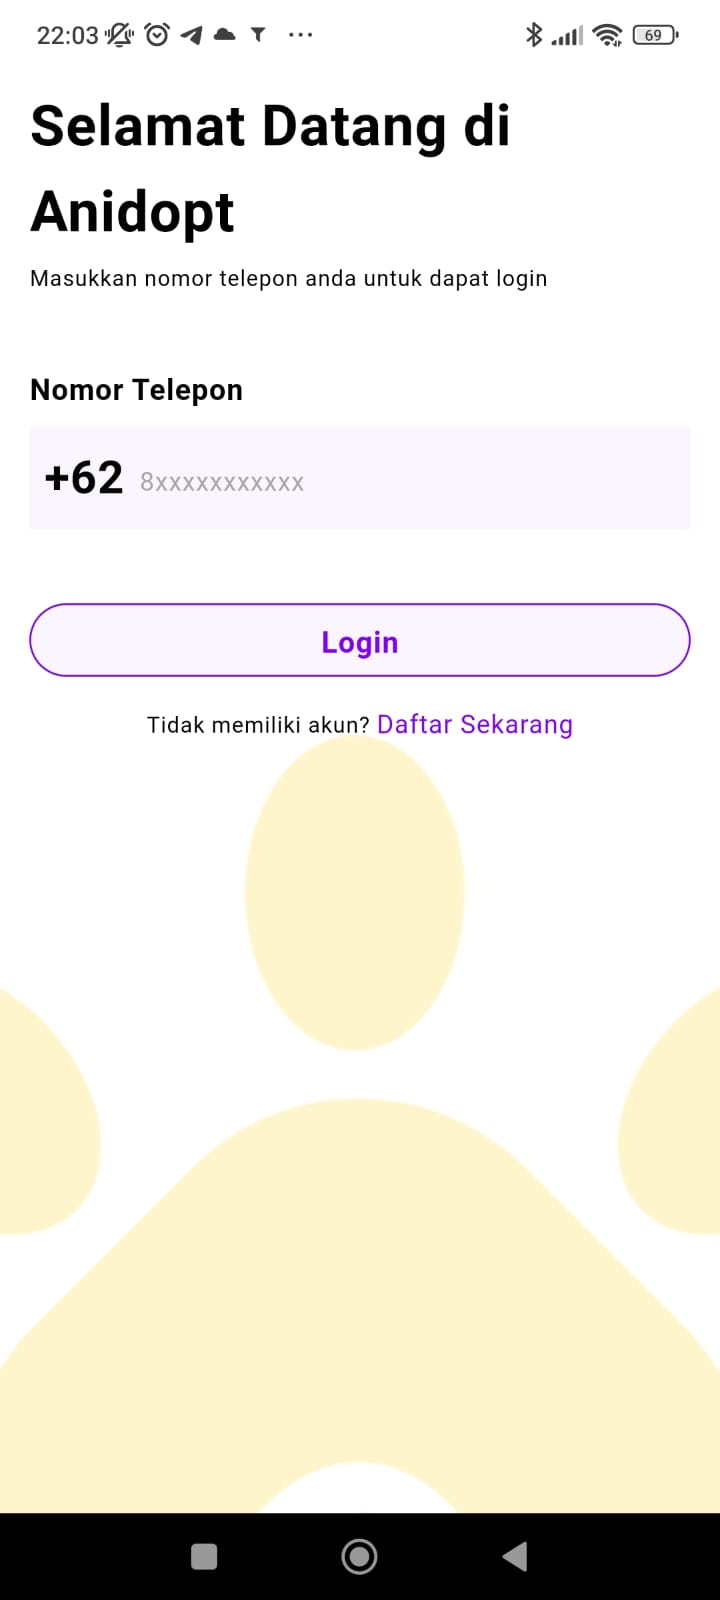 22:03
69
Selamat Datang di
Anidopt
Masukkan nomor telepon anda untuk dapat login
Nomor Telepon
+62 8xxxxxxxxxxx
Login
Tidak memiliki akun? Daftar Sekarang